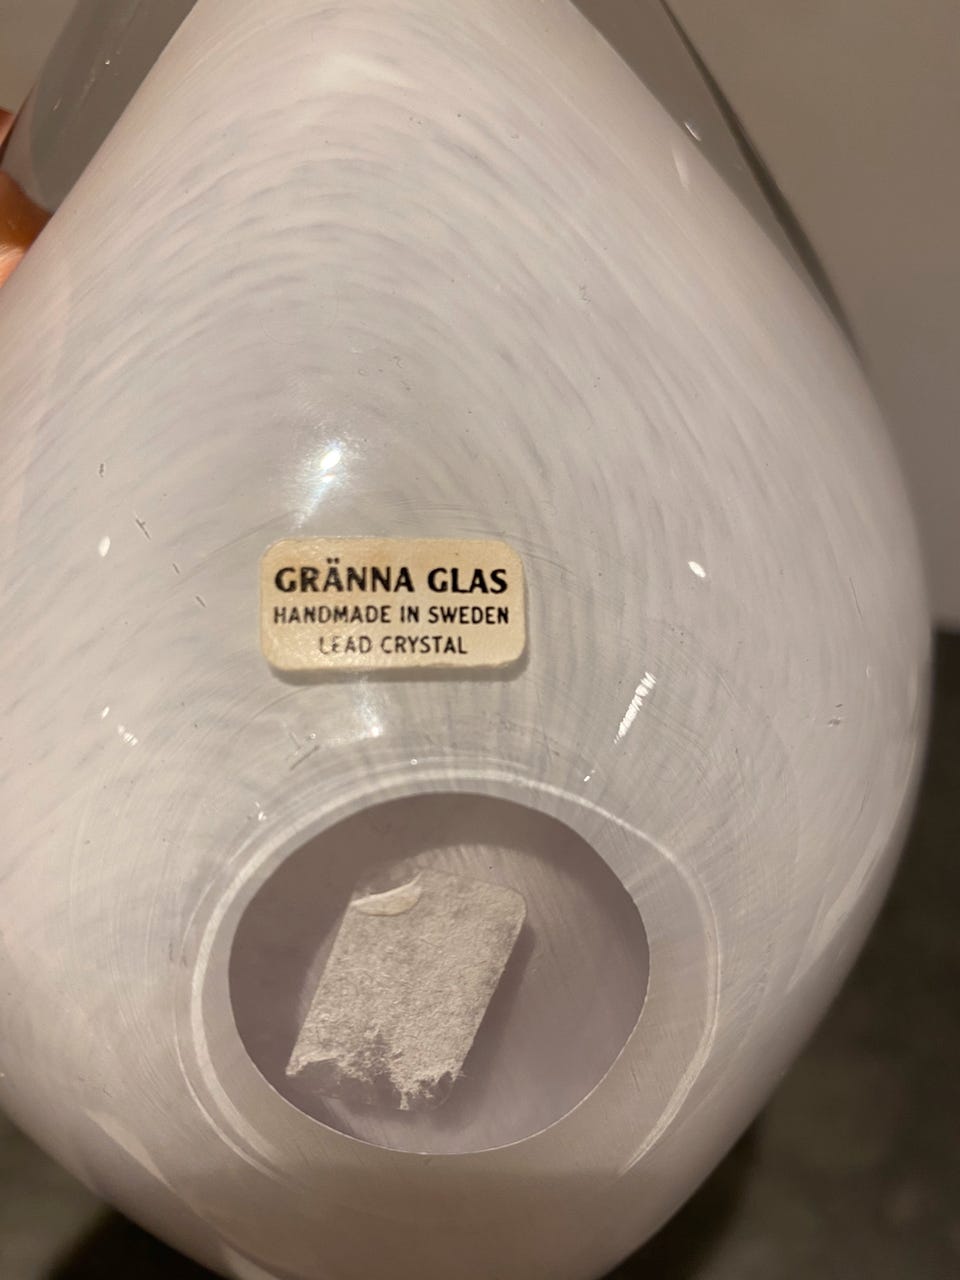 GRÄNNA GLAS
HANDMADE IN SWEDEN
LEAD CRYSTAL